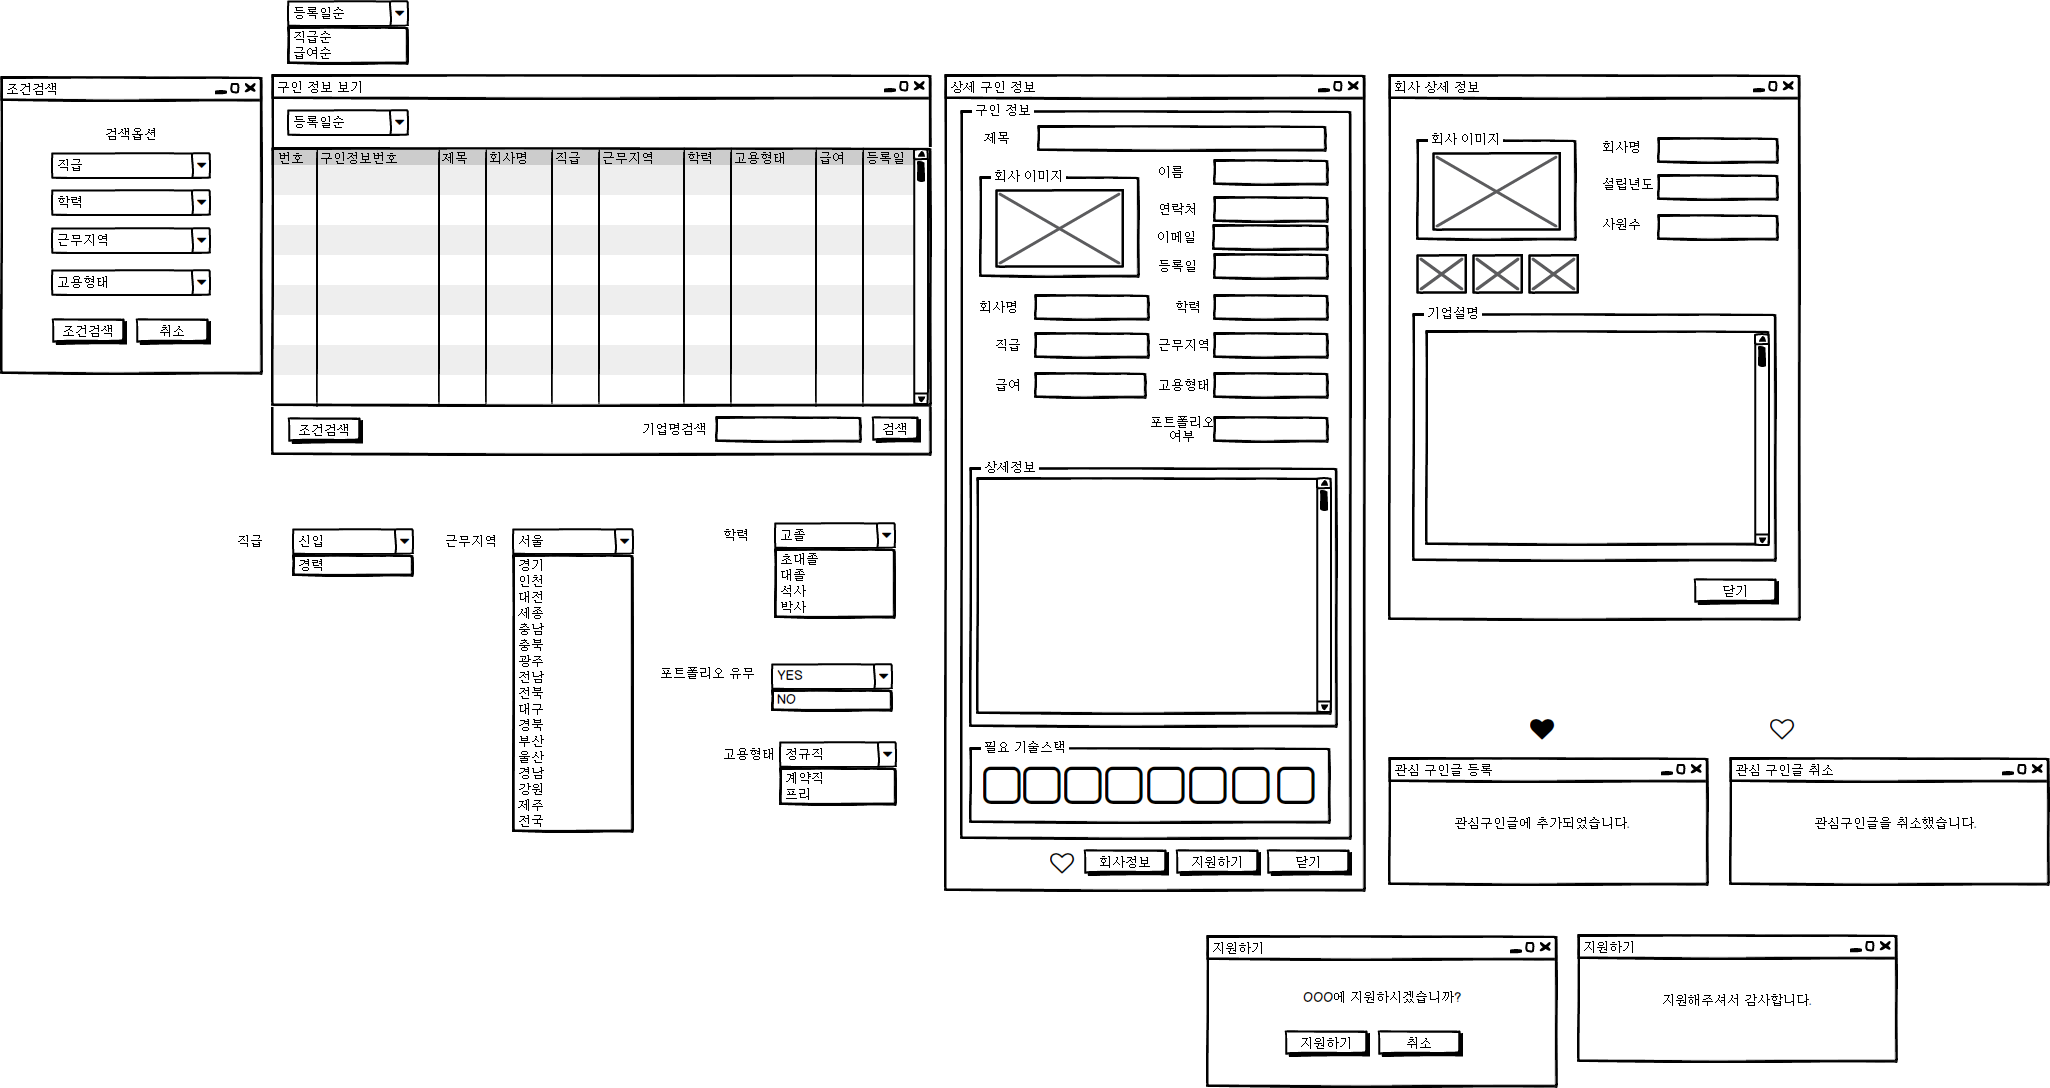 등록일순
직급순
급여순
조건검색
검색옵션
직급
학력
근무지역
고용형태
조건검색
취소
구인 정보 보기
등록일순
번호 구인정보번호 제목 회사명 직급 근무지역 학력 고용형태 급여 등록일
조건검색
기업명검색
검색
상세 구인 정보
구인 정보
제목
회사 이미지
이름
연락처
이메일
등록일
회사명
학력
직급
근무지역
급여
고용형태
포트폴리오
여부
상세정보
필요 기술스택
회사정보
지원하기
닫기
회사 상세 정보
회사 이미지
회사명
설립년도
사원수
기업설명
닫기
직급
신입
경력
근무지역
서울
경기
인천
대전
세종
충남
충북
광주
전남
전북
대구
경북
부산
울산
경남
강원
제주
전국
학력
고졸
초대졸
대졸
석사
박사
포트폴리오 유무
YES
NO
고용형태
정규직
계약직
프리
관심 구인글 등록
관심구인글에 추가되었습니다.
관심 구인글 취소
관심구인글을 취소했습니다.
지원하기
OOO에 지원하시겠습니까?
지원하기
취소
지원하기
지원해주셔서 감사합니다.